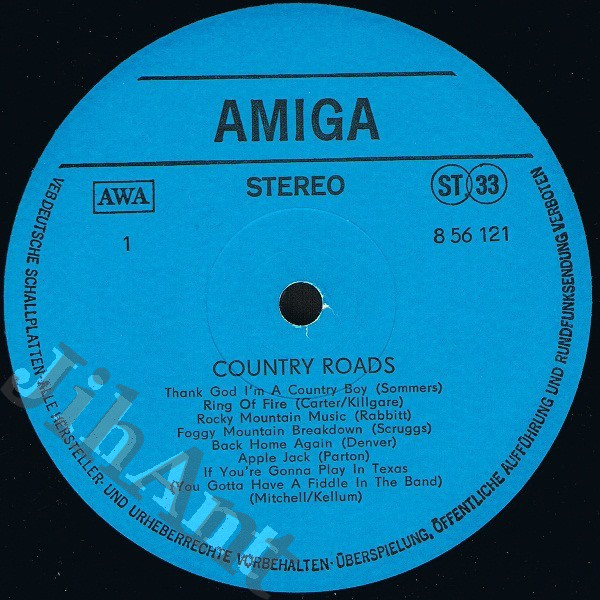 AMIGA
AWA
STEREO
ST 33
1
8 56 121
COUNTRY ROADS
Thank God I'm A Country Boy (Sommers)
Ring Of Fire (Carter/Killgare)
Rocky Mountain Music (Rabbitt)
Foggy Mountain Breakdown (Scruggs)
Back Home Again (Denver)
Apple Jack (Parton)
If You're Gonna Play In Texas
(You Gotta Have A Fiddle In The Band)
(Mitchell/Kellum)
VEB DEUTSCHE SCHALLPLATTEN · ALLE HERSTELLER- UND URHEBERRECHTE VORBEHALTEN · ÜBERSPIELUNG, ÖFFENTLICHE AUFFÜHRUNG UND RUNDFUNKSENDUNG VERBOTEN
JihAnt